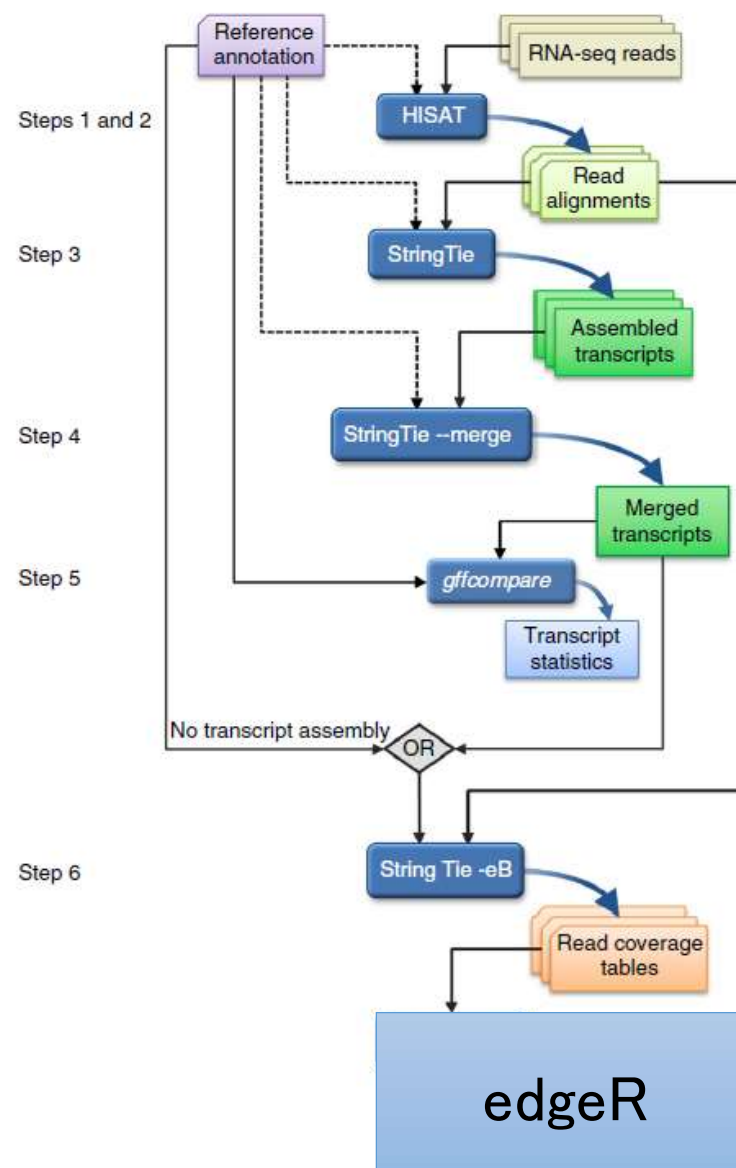 Reference
annotation
RNA-seq reads
Steps 1 and 2
HISAT
Read
alignments
Step 3
StringTie
Assembled
transcripts
Step 4
StringTie --merge
Merged
transcripts
Step 5
gffcompare
Transcript
statistics
No transcript assembly
OR
Step 6
String Tie -eB
Read coverage
tables
edgeR